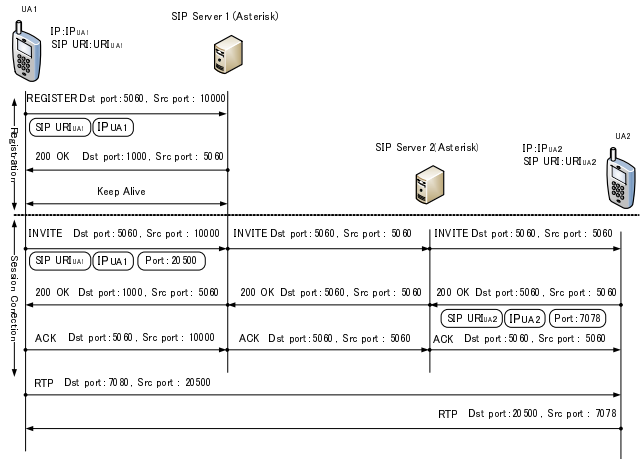 UA1
SIP Server 1 (Asterisk)
IP:IPUA1
SIP URI:URIUA1
REGISTER Dst port:5060, Src port: 10000
SIP URIUA1 IPUA1
200 OK Dst port:1000, Src port: 5060
Keep Alive
Registration
SIP Server 2(Asterisk)
UA2
IP:IPUA2
SIP URI:URIUA2
INVITE Dst port:5060, Src port: 10000
INVITE Dst port:5060, Src port: 5060
INVITE Dst port:5060, Src port: 5060
SIP URIUA1 IPUA1 Port:20500
200 OK Dst port:1000, Src port: 5060
200 OK Dst port:5060, Src port: 5060
200 OK Dst port:5060, Src port: 5060
SIP URIUA2 IPUA2 Port:7078
ACK Dst port:5060, Src port: 10000
ACK Dst port:5060, Src port: 5060
ACK Dst port:5060, Src port: 5060
Session Conection
RTP Dst port:7080, Src port: 20500
RTP Dst port:20500, Src port: 7078